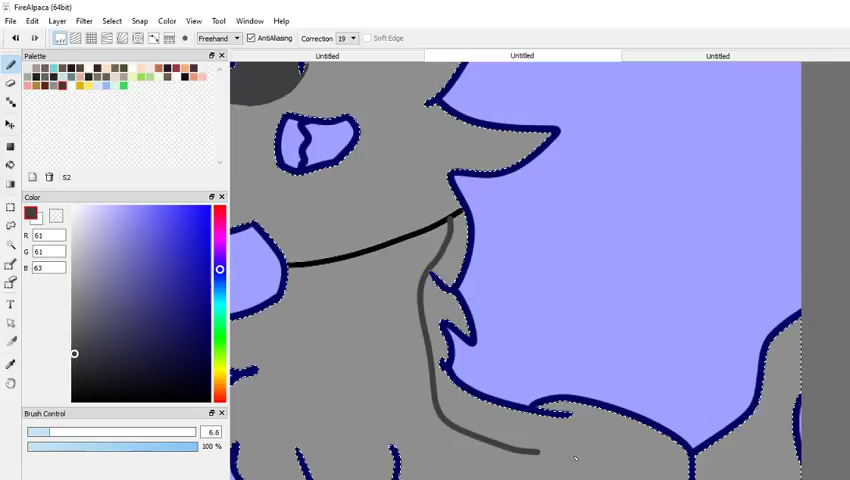 FireAlpaca (64bit)
File Edit Layer Filter Select Snap Color View Tool Window Help
off Freehand AntiAliasing Correction 19 Soft Edge
Palette
Untitled Untitled Untitled
S2
Color
R 61
G 61
B 63
Brush Control
6.6
100 %